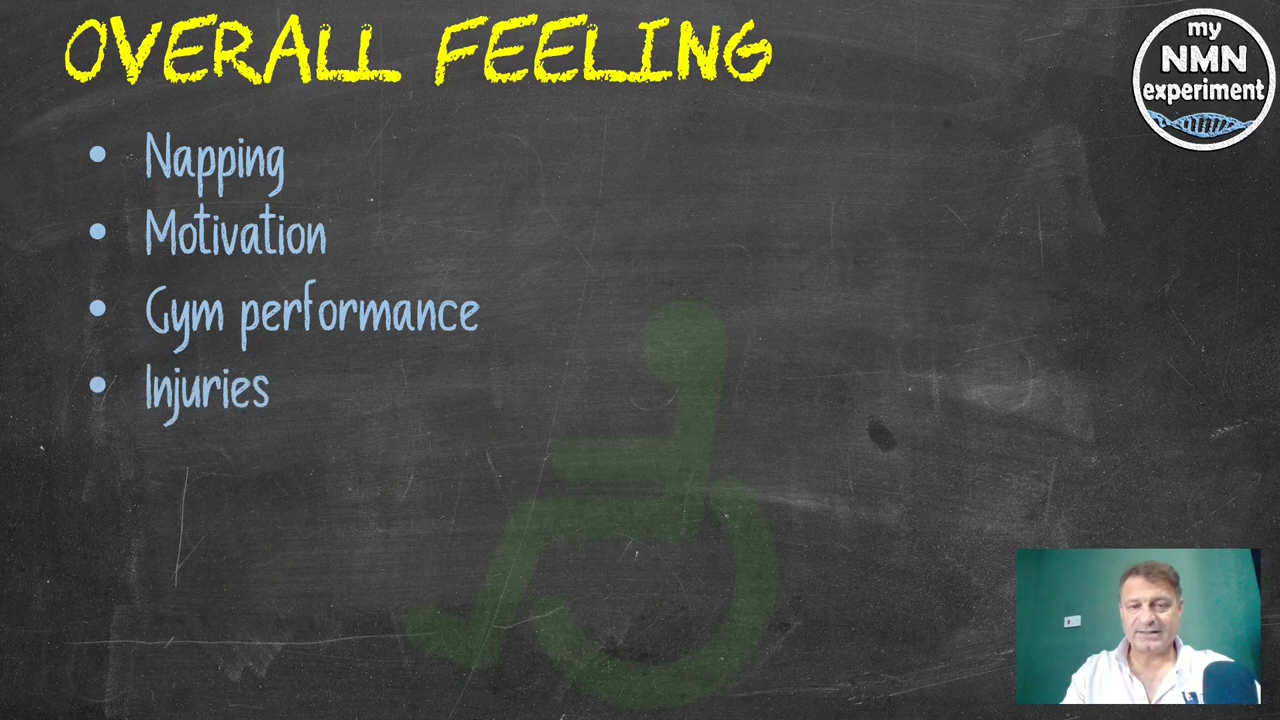 OVERALL FEELING
my
NMN
experiment
• Napping
• Motivation
• Gym performance
• Injuries